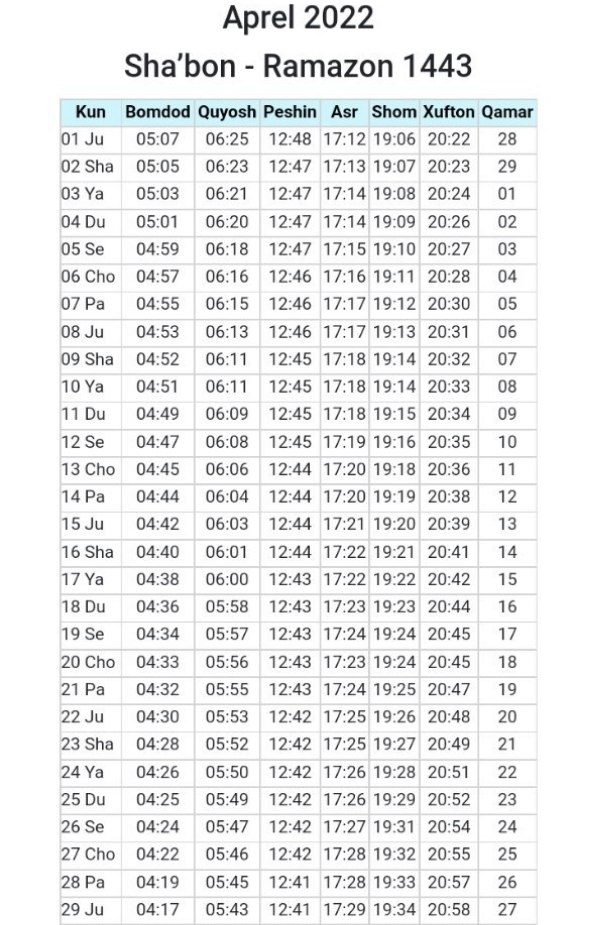 Aprel 2022
Sha’bon - Ramazon 1443
Kun Bomdod Quyosh Peshin Asr Shom Xufton Qamar
01 Ju 05:07 06:25 12:48 17:12 19:06 20:22 28
02 Sha 05:05 06:23 12:47 17:13 19:07 20:23 29
03 Ya 05:03 06:21 12:47 17:14 19:08 20:24 01
04 Du 05:01 06:20 12:47 17:14 19:09 20:26 02
05 Se 04:59 06:18 12:47 17:15 19:10 20:27 03
06 Cho 04:57 06:16 12:46 17:16 19:11 20:28 04
07 Pa 04:55 06:15 12:46 17:17 19:12 20:30 05
08 Ju 04:53 06:13 12:46 17:17 19:13 20:31 06
09 Sha 04:52 06:11 12:45 17:18 19:14 20:32 07
10 Ya 04:51 06:11 12:45 17:18 19:14 20:33 08
11 Du 04:49 06:09 12:45 17:18 19:15 20:34 09
12 Se 04:47 06:08 12:45 17:19 19:16 20:35 10
13 Cho 04:45 06:06 12:44 17:20 19:18 20:36 11
14 Pa 04:44 06:04 12:44 17:20 19:19 20:38 12
15 Ju 04:42 06:03 12:44 17:21 19:20 20:39 13
16 Sha 04:40 06:01 12:44 17:22 19:21 20:41 14
17 Ya 04:38 06:00 12:43 17:22 19:22 20:42 15
18 Du 04:36 05:58 12:43 17:23 19:23 20:44 16
19 Se 04:34 05:57 12:43 17:24 19:24 20:45 17
20 Cho 04:33 05:56 12:43 17:23 19:24 20:45 18
21 Pa 04:32 05:55 12:43 17:24 19:25 20:47 19
22 Ju 04:30 05:53 12:42 17:25 19:26 20:48 20
23 Sha 04:28 05:52 12:42 17:25 19:27 20:49 21
24 Ya 04:26 05:50 12:42 17:26 19:28 20:51 22
25 Du 04:25 05:49 12:42 17:26 19:29 20:52 23
26 Se 04:24 05:47 12:42 17:27 19:31 20:54 24
27 Cho 04:22 05:46 12:42 17:28 19:32 20:55 25
28 Pa 04:19 05:45 12:41 17:28 19:33 20:57 26
29 Ju 04:17 05:43 12:41 17:29 19:34 20:58 27